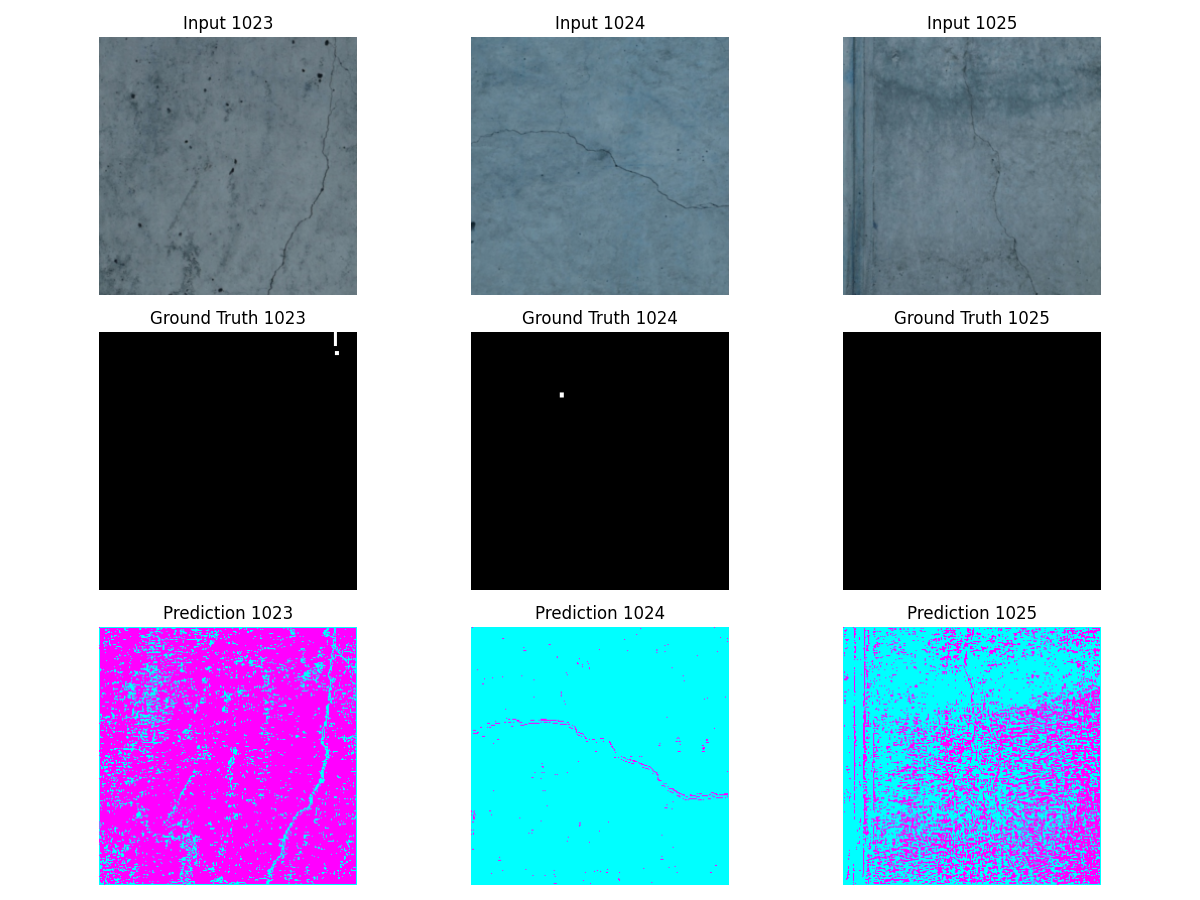 Input 1023
Input 1024
Input 1025
Ground Truth 1023
Ground Truth 1024
Ground Truth 1025
Prediction 1023
Prediction 1024
Prediction 1025